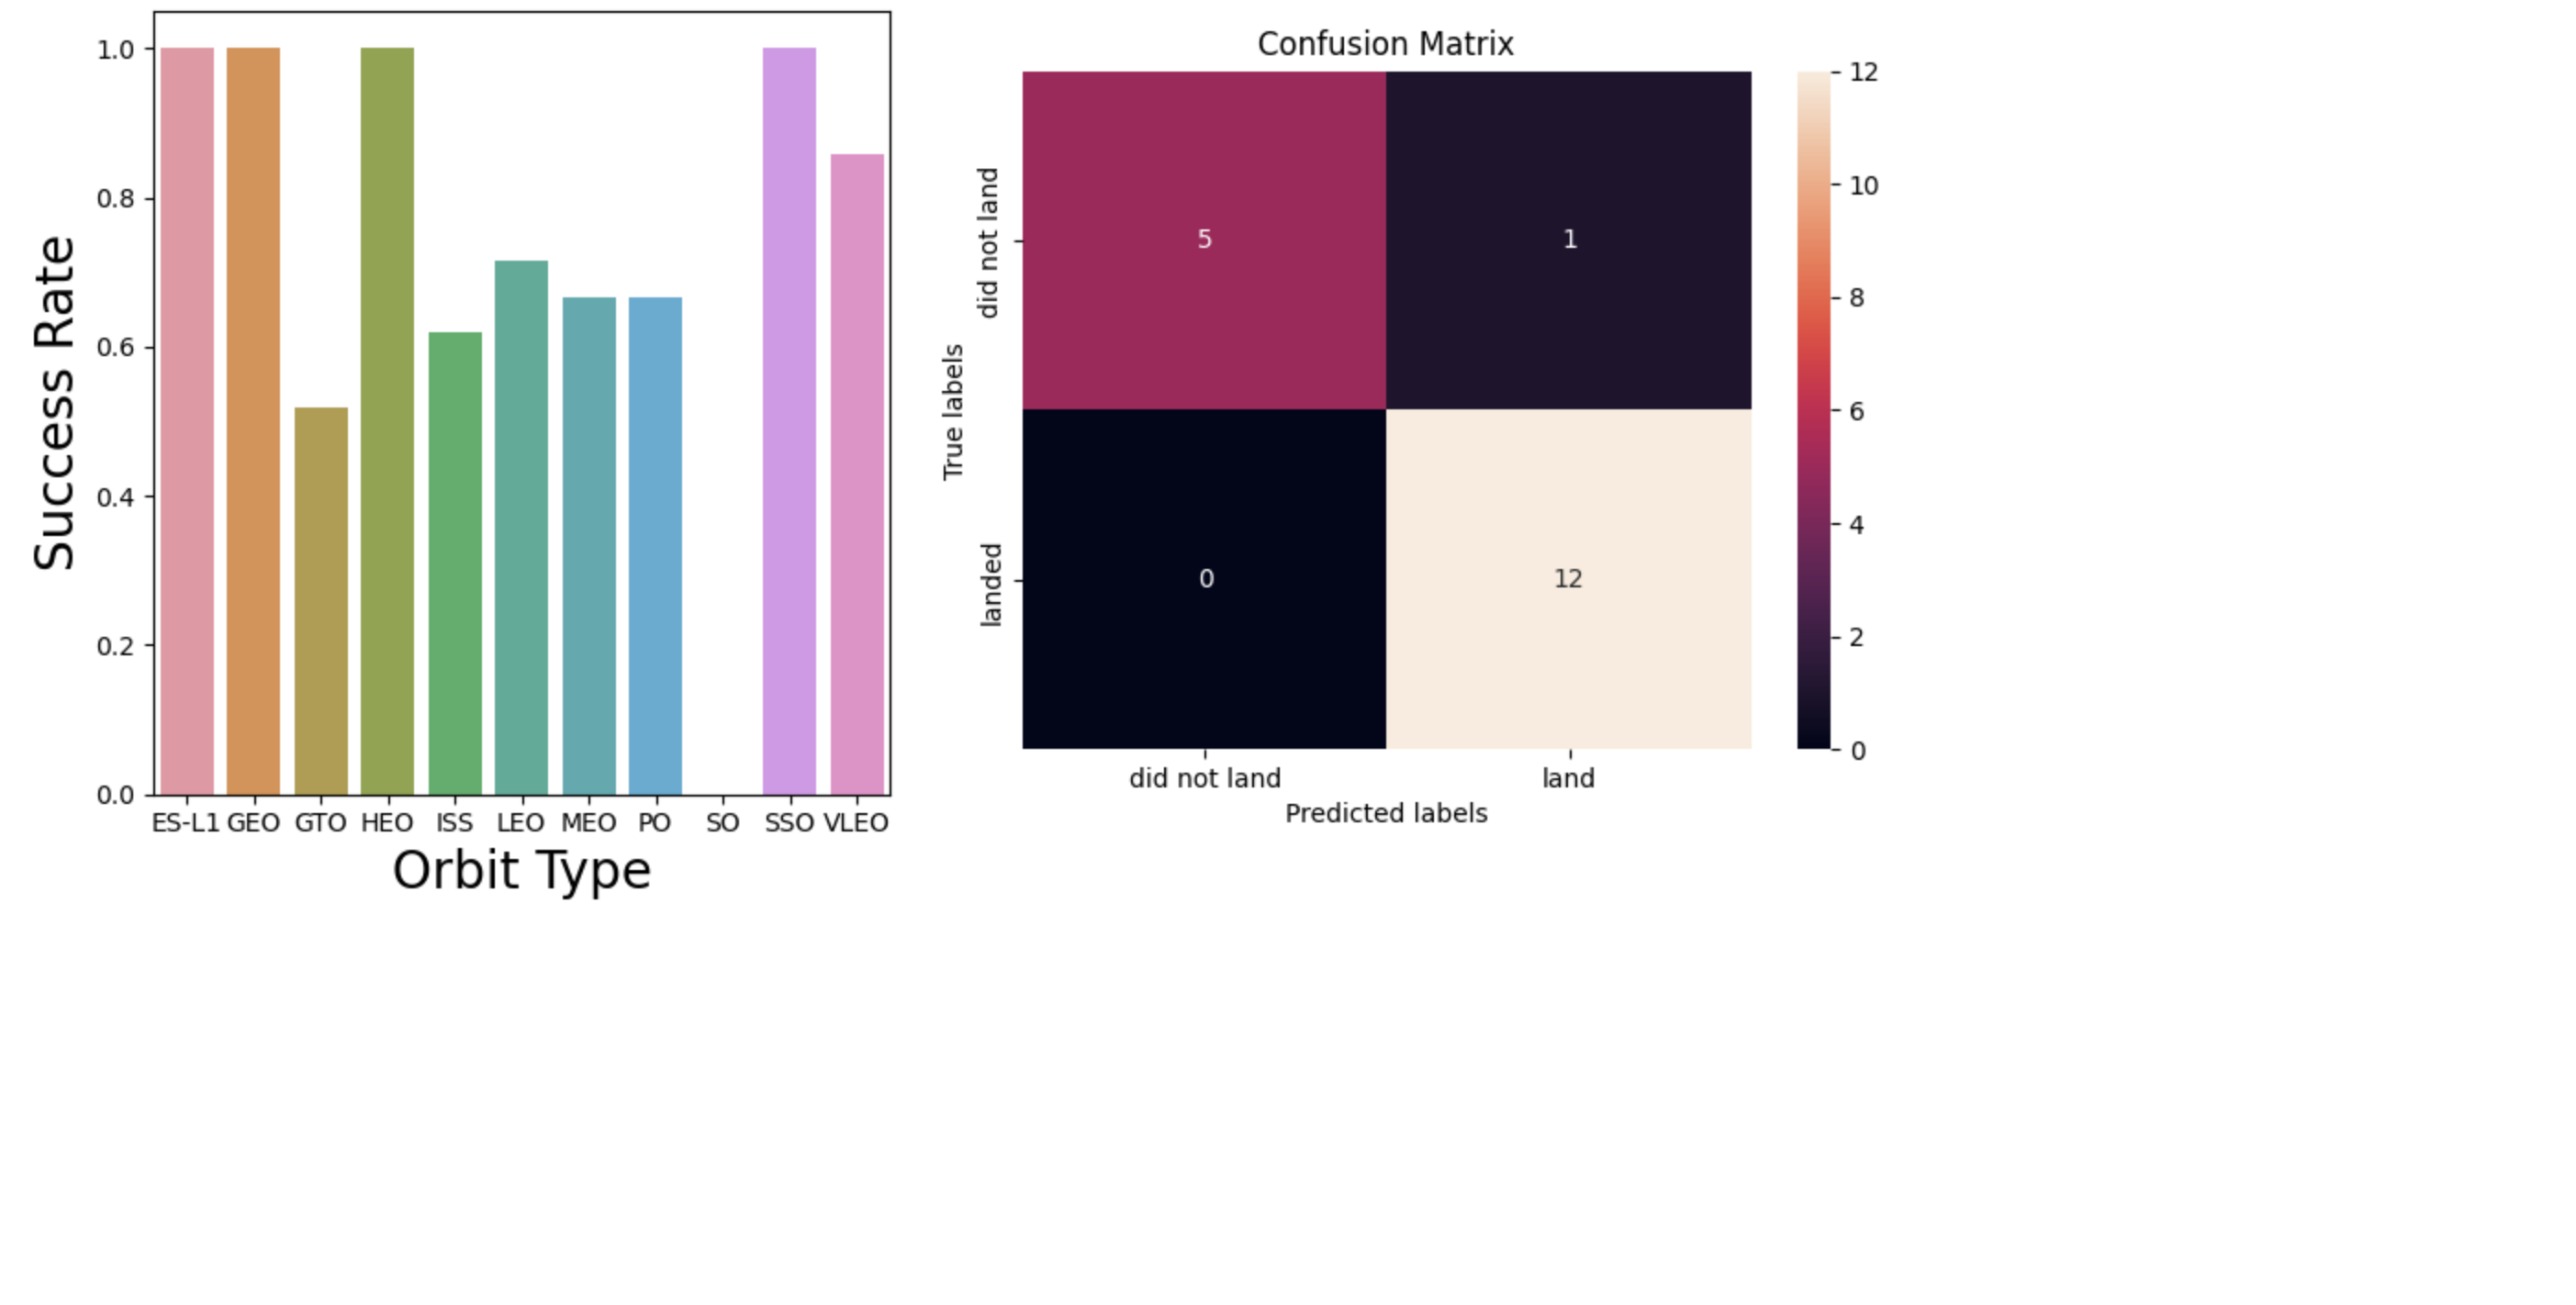 Success Rate
1.0
0.8
0.6
0.4
0.2
0.0
ES-L1 GEO GTO HEO ISS LEO MEO PO SO SSO VLEO
Orbit Type
Confusion Matrix
True labels
did not land
landed
5 1
0 12
did not land land
Predicted labels
12
10
8
6
4
2
0